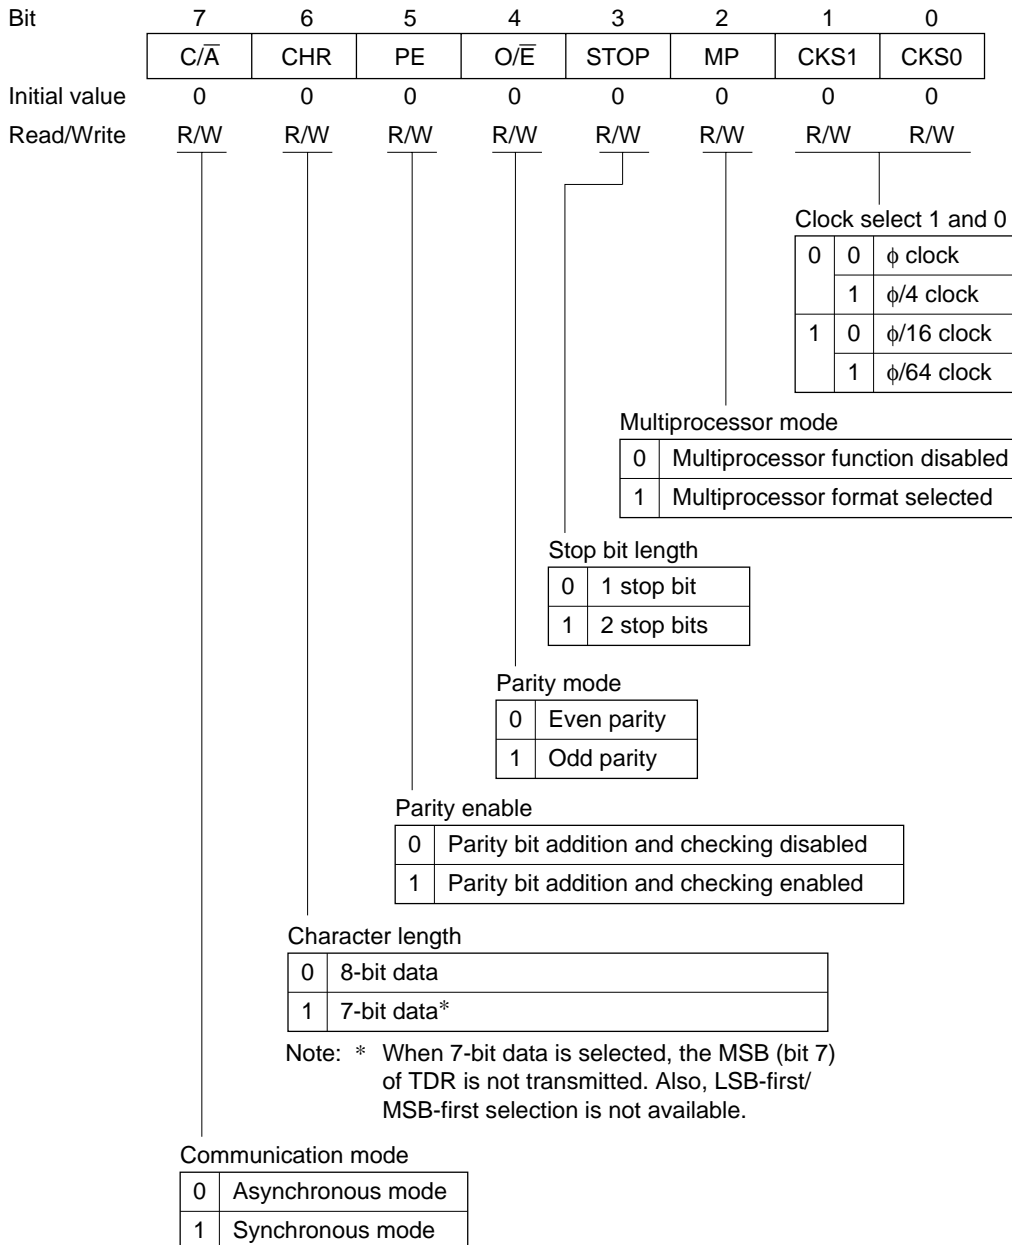 Bit 7 6 5 4 3 2 1 0
C/A̅ CHR PE O/E̅ STOP MP CKS1 CKS0
Initial value 0 0 0 0 0 0 0 0
Read/Write R/W R/W R/W R/W R/W R/W R/W R/W
Clock select 1 and 0
0 0 ϕ clock
1 ϕ/4 clock
1 0 ϕ/16 clock
1 ϕ/64 clock
Multiprocessor mode
0 Multiprocessor function disabled
1 Multiprocessor format selected
Stop bit length
0 1 stop bit
1 2 stop bits
Parity mode
0 Even parity
1 Odd parity
Parity enable
0 Parity bit addition and checking disabled
1 Parity bit addition and checking enabled
Character length
0 8-bit data
1 7-bit data*
Note: * When 7-bit data is selected, the MSB (bit 7)
of TDR is not transmitted. Also, LSB-first/
MSB-first selection is not available.
Communication mode
0 Asynchronous mode
1 Synchronous mode